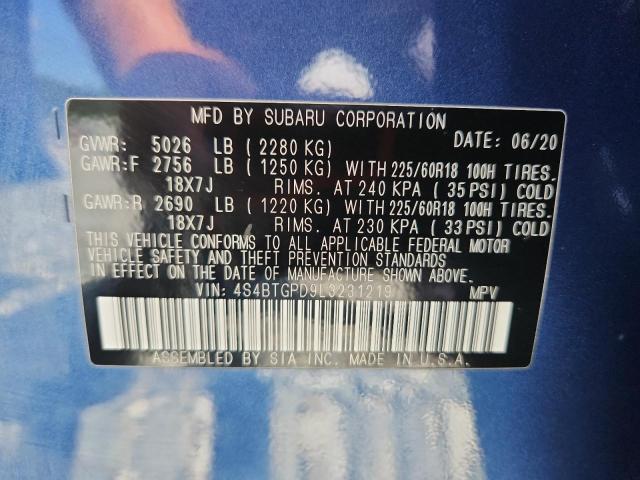 MFD BY SUBARU CORPORATION
GVWR: 5026 LB ( 2280 KG) DATE: 06/20
GAWR:F 2756 LB ( 1250 KG) WITH 225/60R18 100H TIRES.
18X7J RIMS. AT 240 KPA ( 35 PSI) COLD
GAWR:R 2690 LB ( 1220 KG) WITH 225/60R18 100H TIRES.
18X7J RIMS. AT 230 KPA ( 33 PSI) COLD
THIS VEHICLE CONFORMS TO ALL APPLICABLE FEDERAL MOTOR
VEHICLE SAFETY AND THEFT PREVENTION STANDARDS IN
EFFECT ON THE DATE OF MANUFACTURE SHOWN ABOVE.
VIN: 4S4BTGPD9L3231219 MPV
ASSEMBLED BY SIA INC. MADE IN U.S.A.